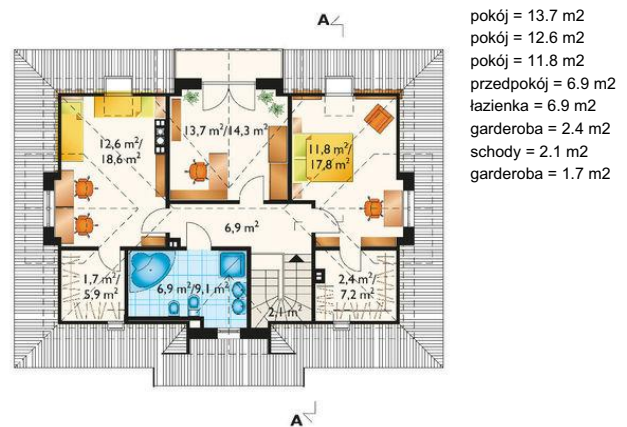 A
pokój = 13.7 m2
pokój = 12.6 m2
pokój = 11.8 m2
przedpokój = 6.9 m2
łazienka = 6.9 m2
garderoba = 2.4 m2
schody = 2.1 m2
garderoba = 1.7 m2
12,6 m²/
18,6 m²
13,7 m²/14,3 m²
11,8 m²/
17,8 m²
6,9 m²
1,7 m²/
5,9 m²
6,9 m²/9,1 m²
2,1 m²
2,4 m²/
7,2 m²
A